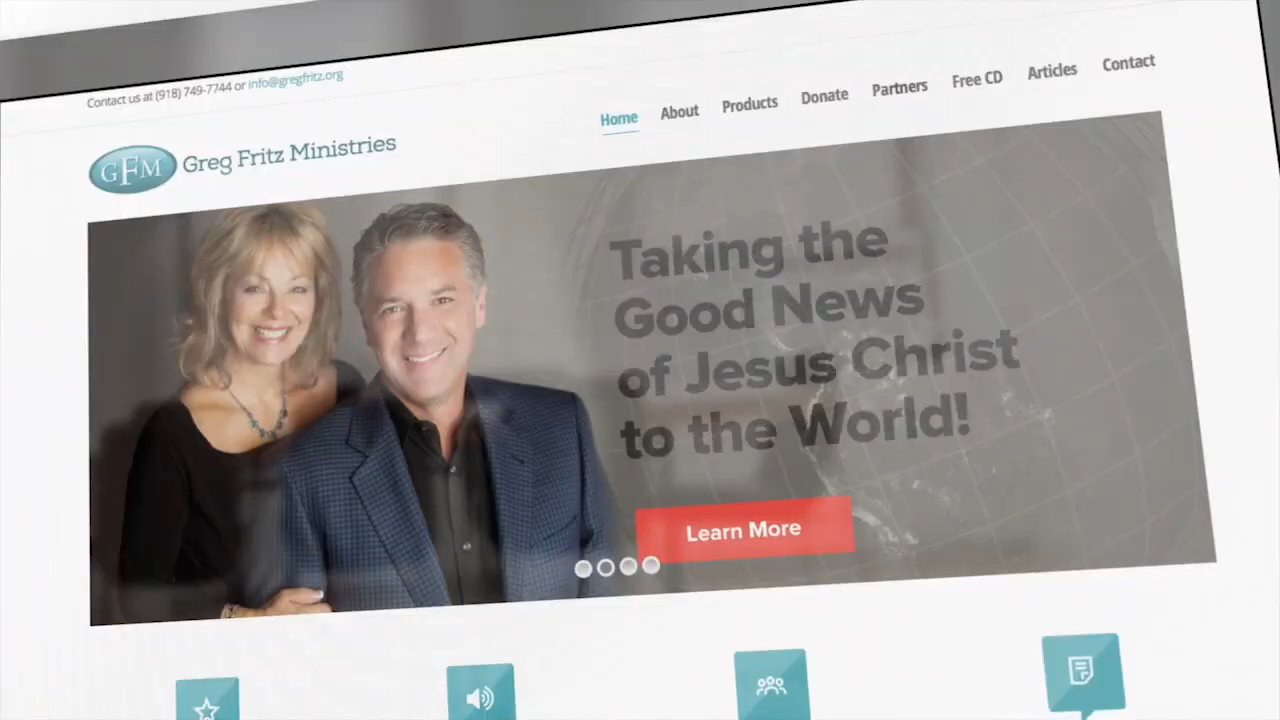 Contact us at (918) 749-7744 or info@gregfritz.org
Home About Products Donate Partners Free CD Articles Contact
GFM Greg Fritz Ministries
Taking the
Good News
of Jesus Christ
to the World!
Learn More